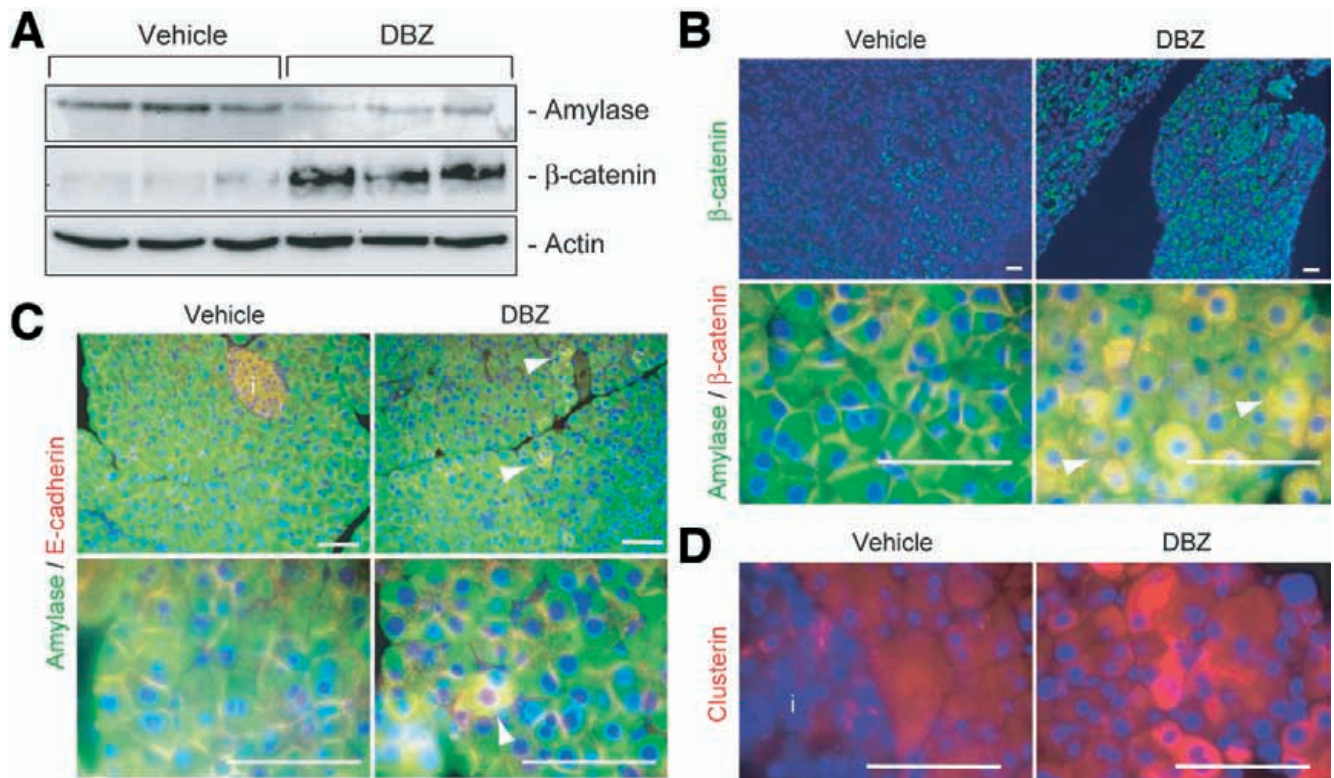 A
Vehicle DBZ
- Amylase
- β-catenin
- Actin
B
Vehicle DBZ
β-catenin
Amylase / β-catenin
C
Vehicle DBZ
i
Amylase / E-cadherin
D
Vehicle DBZ
Clusterin
i